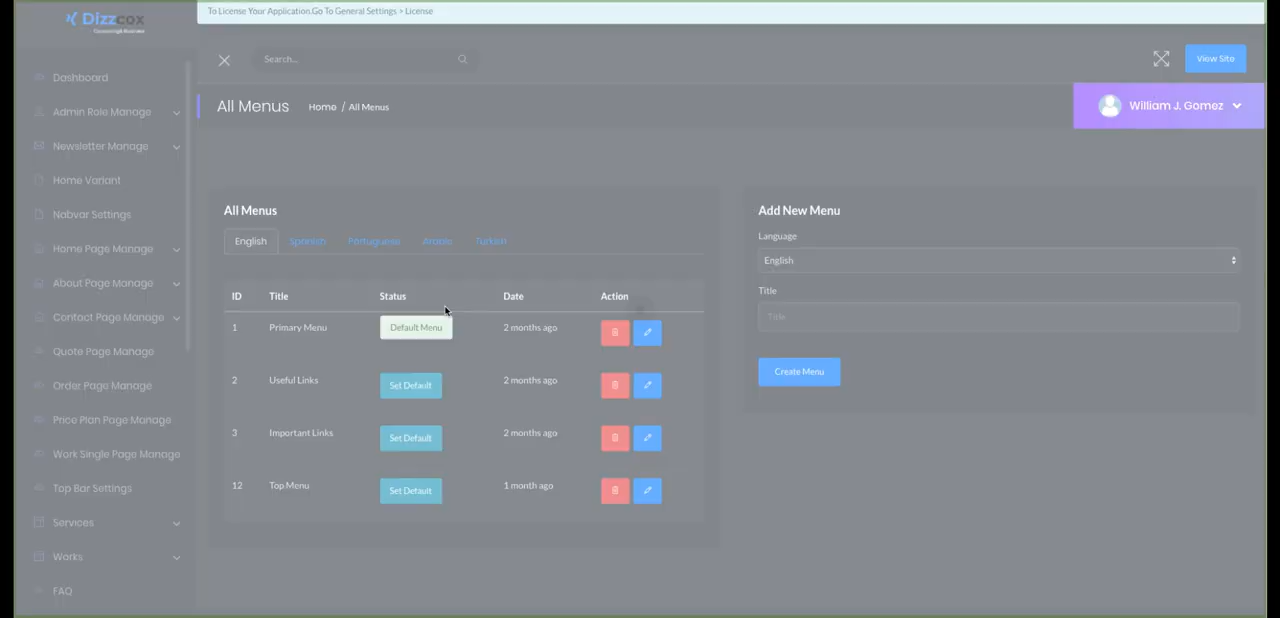 To License Your Application.Go To General Settings > License
Dizzcox
Search...
View Site
All Menus
Home / All Menus
William J. Gomez
Dashboard
Admin Role Manage
Newsletter Manage
Home Variant
Nabvar Settings
Home Page Manage
About Page Manage
Contact Page Manage
Quote Page Manage
Order Page Manage
Price Plan Page Manage
Work Single Page Manage
Top Bar Settings
Services
Works
FAQ
All Menus
English Spanish Portuguese Arabic Turkish
ID Title Status Date Action
1 Primary Menu Default Menu 2 months ago
2 Useful Links Set Default 2 months ago
3 Important Links Set Default 2 months ago
12 Top Menu Set Default 1 month ago
Add New Menu
Language
English
Title
Title
Create Menu